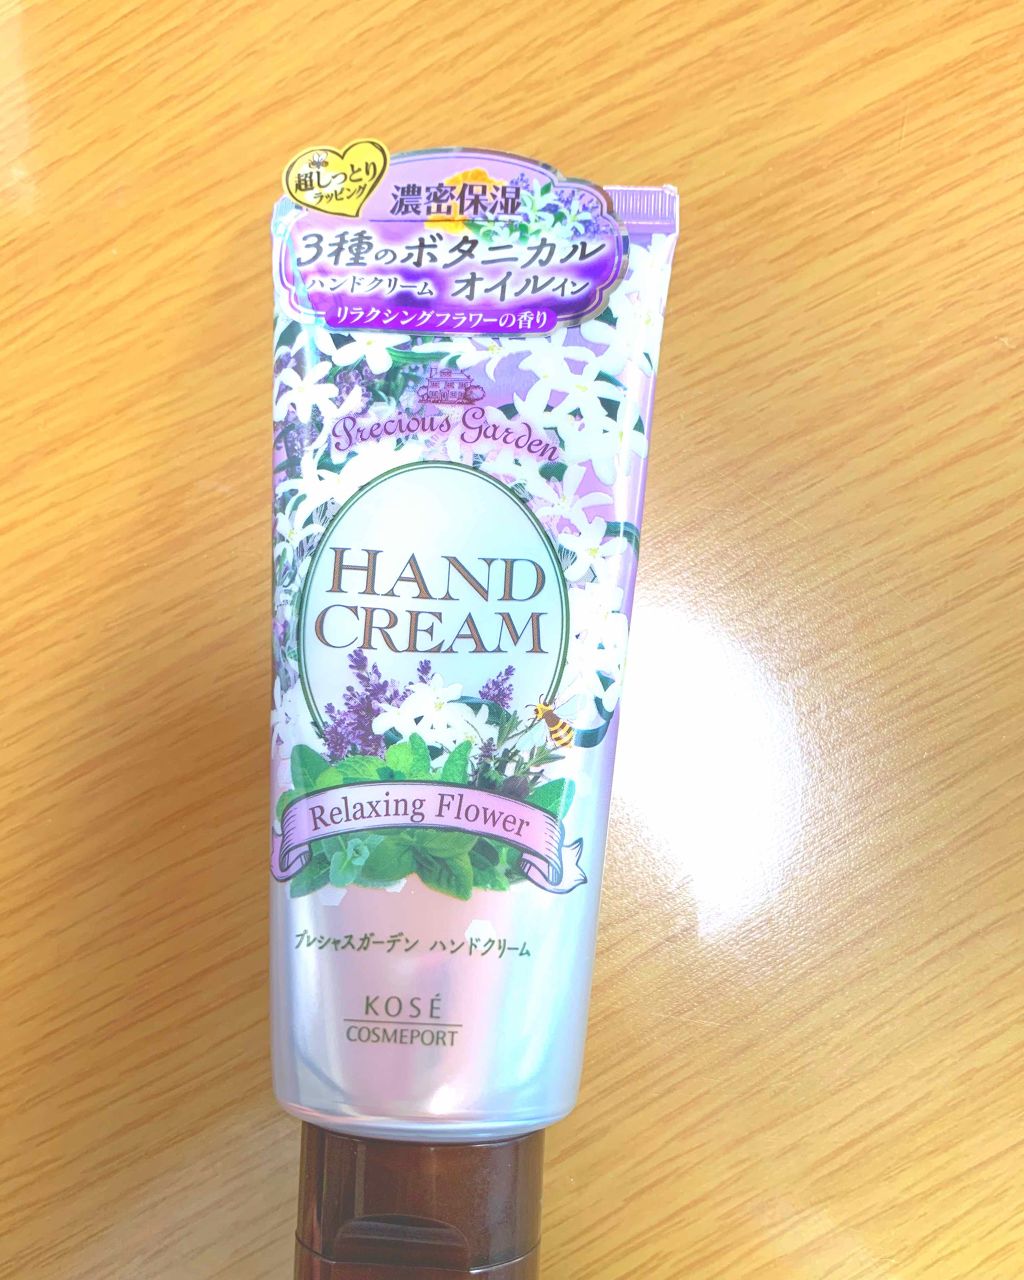 超しっとり
ラッピング
濃密保湿
3種のボタニカル
ハンドクリーム オイルイン
リラクシングフラワーの香り
Precious Garden
HAND
CREAM
Relaxing Flower
プレシャスガーデン ハンドクリーム
KOSÉ
COSMEPORT